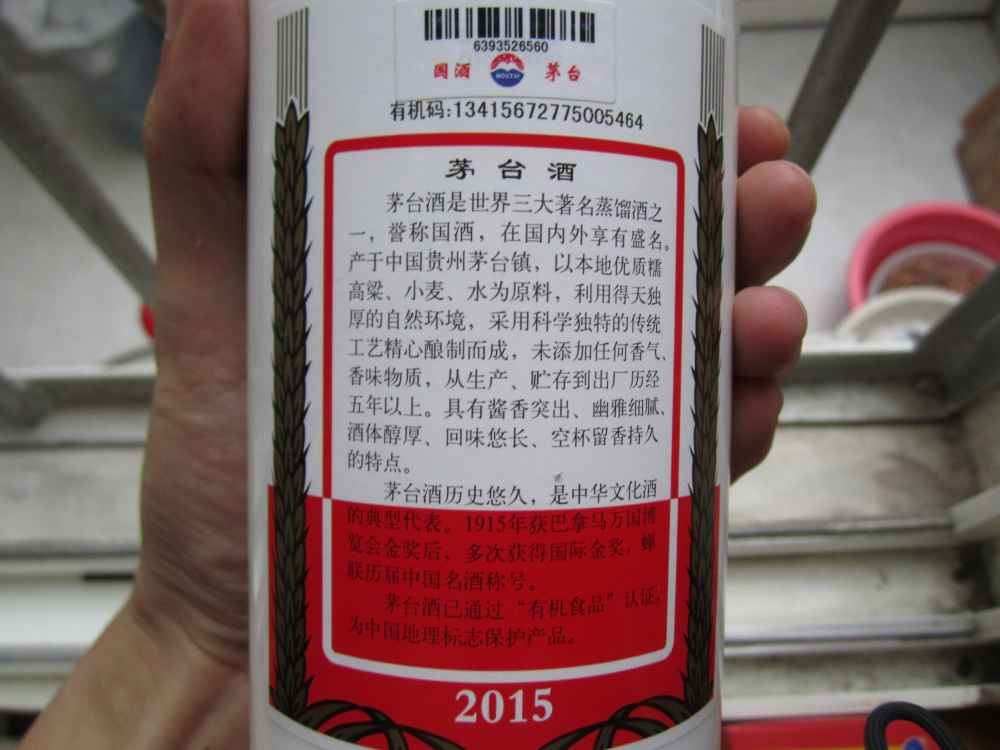 6393526560
国酒 MOUTAI 茅台
有机码:13415672775005464
茅台酒
茅台酒是世界三大著名蒸馏酒之
一，誉称国酒，在国内外享有盛名。
产于中国贵州茅台镇，以本地优质糯
高粱、小麦、水为原料，利用得天独
厚的自然环境，采用科学独特的传统
工艺精心酿制而成，未添加任何香气、
香味物质，从生产、贮存到出厂历经
五年以上。具有酱香突出、幽雅细腻、
酒体醇厚、回味悠长、空杯留香持久
的特点。
茅台酒历史悠久，是中华文化酒
的典型代表。1915年获巴拿马万国博
览会金奖后，多次获得国际金奖，蝉
联历届中国名酒称号。
茅台酒已通过“有机食品”认证，
为中国地理标志保护产品。
2015